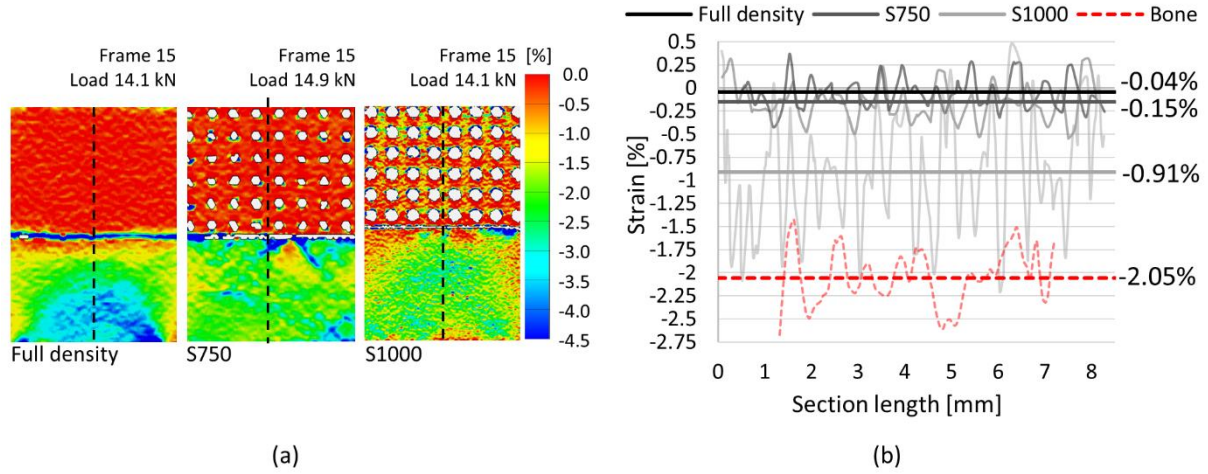 (a)
Frame 15
Load 14.1 kN
Frame 15
Load 14.9 kN
Frame 15 [%]
Load 14.1 kN
0.0
-0.5
-1.0
-1.5
-2.0
-2.5
-3.0
-3.5
-4.0
-4.5
Full density
S750
S1000
(a)
(b)
Full density S750 S1000 Bone
0.5
0.25
0
-0.25
-0.5
-0.75
-1
-1.25
-1.5
-1.75
-2
-2.25
-2.5
-2.75
Strain [%]
-0.04%
-0.15%
-0.91%
-2.05%
0 1 2 3 4 5 6 7 8
Section length [mm]
(b)